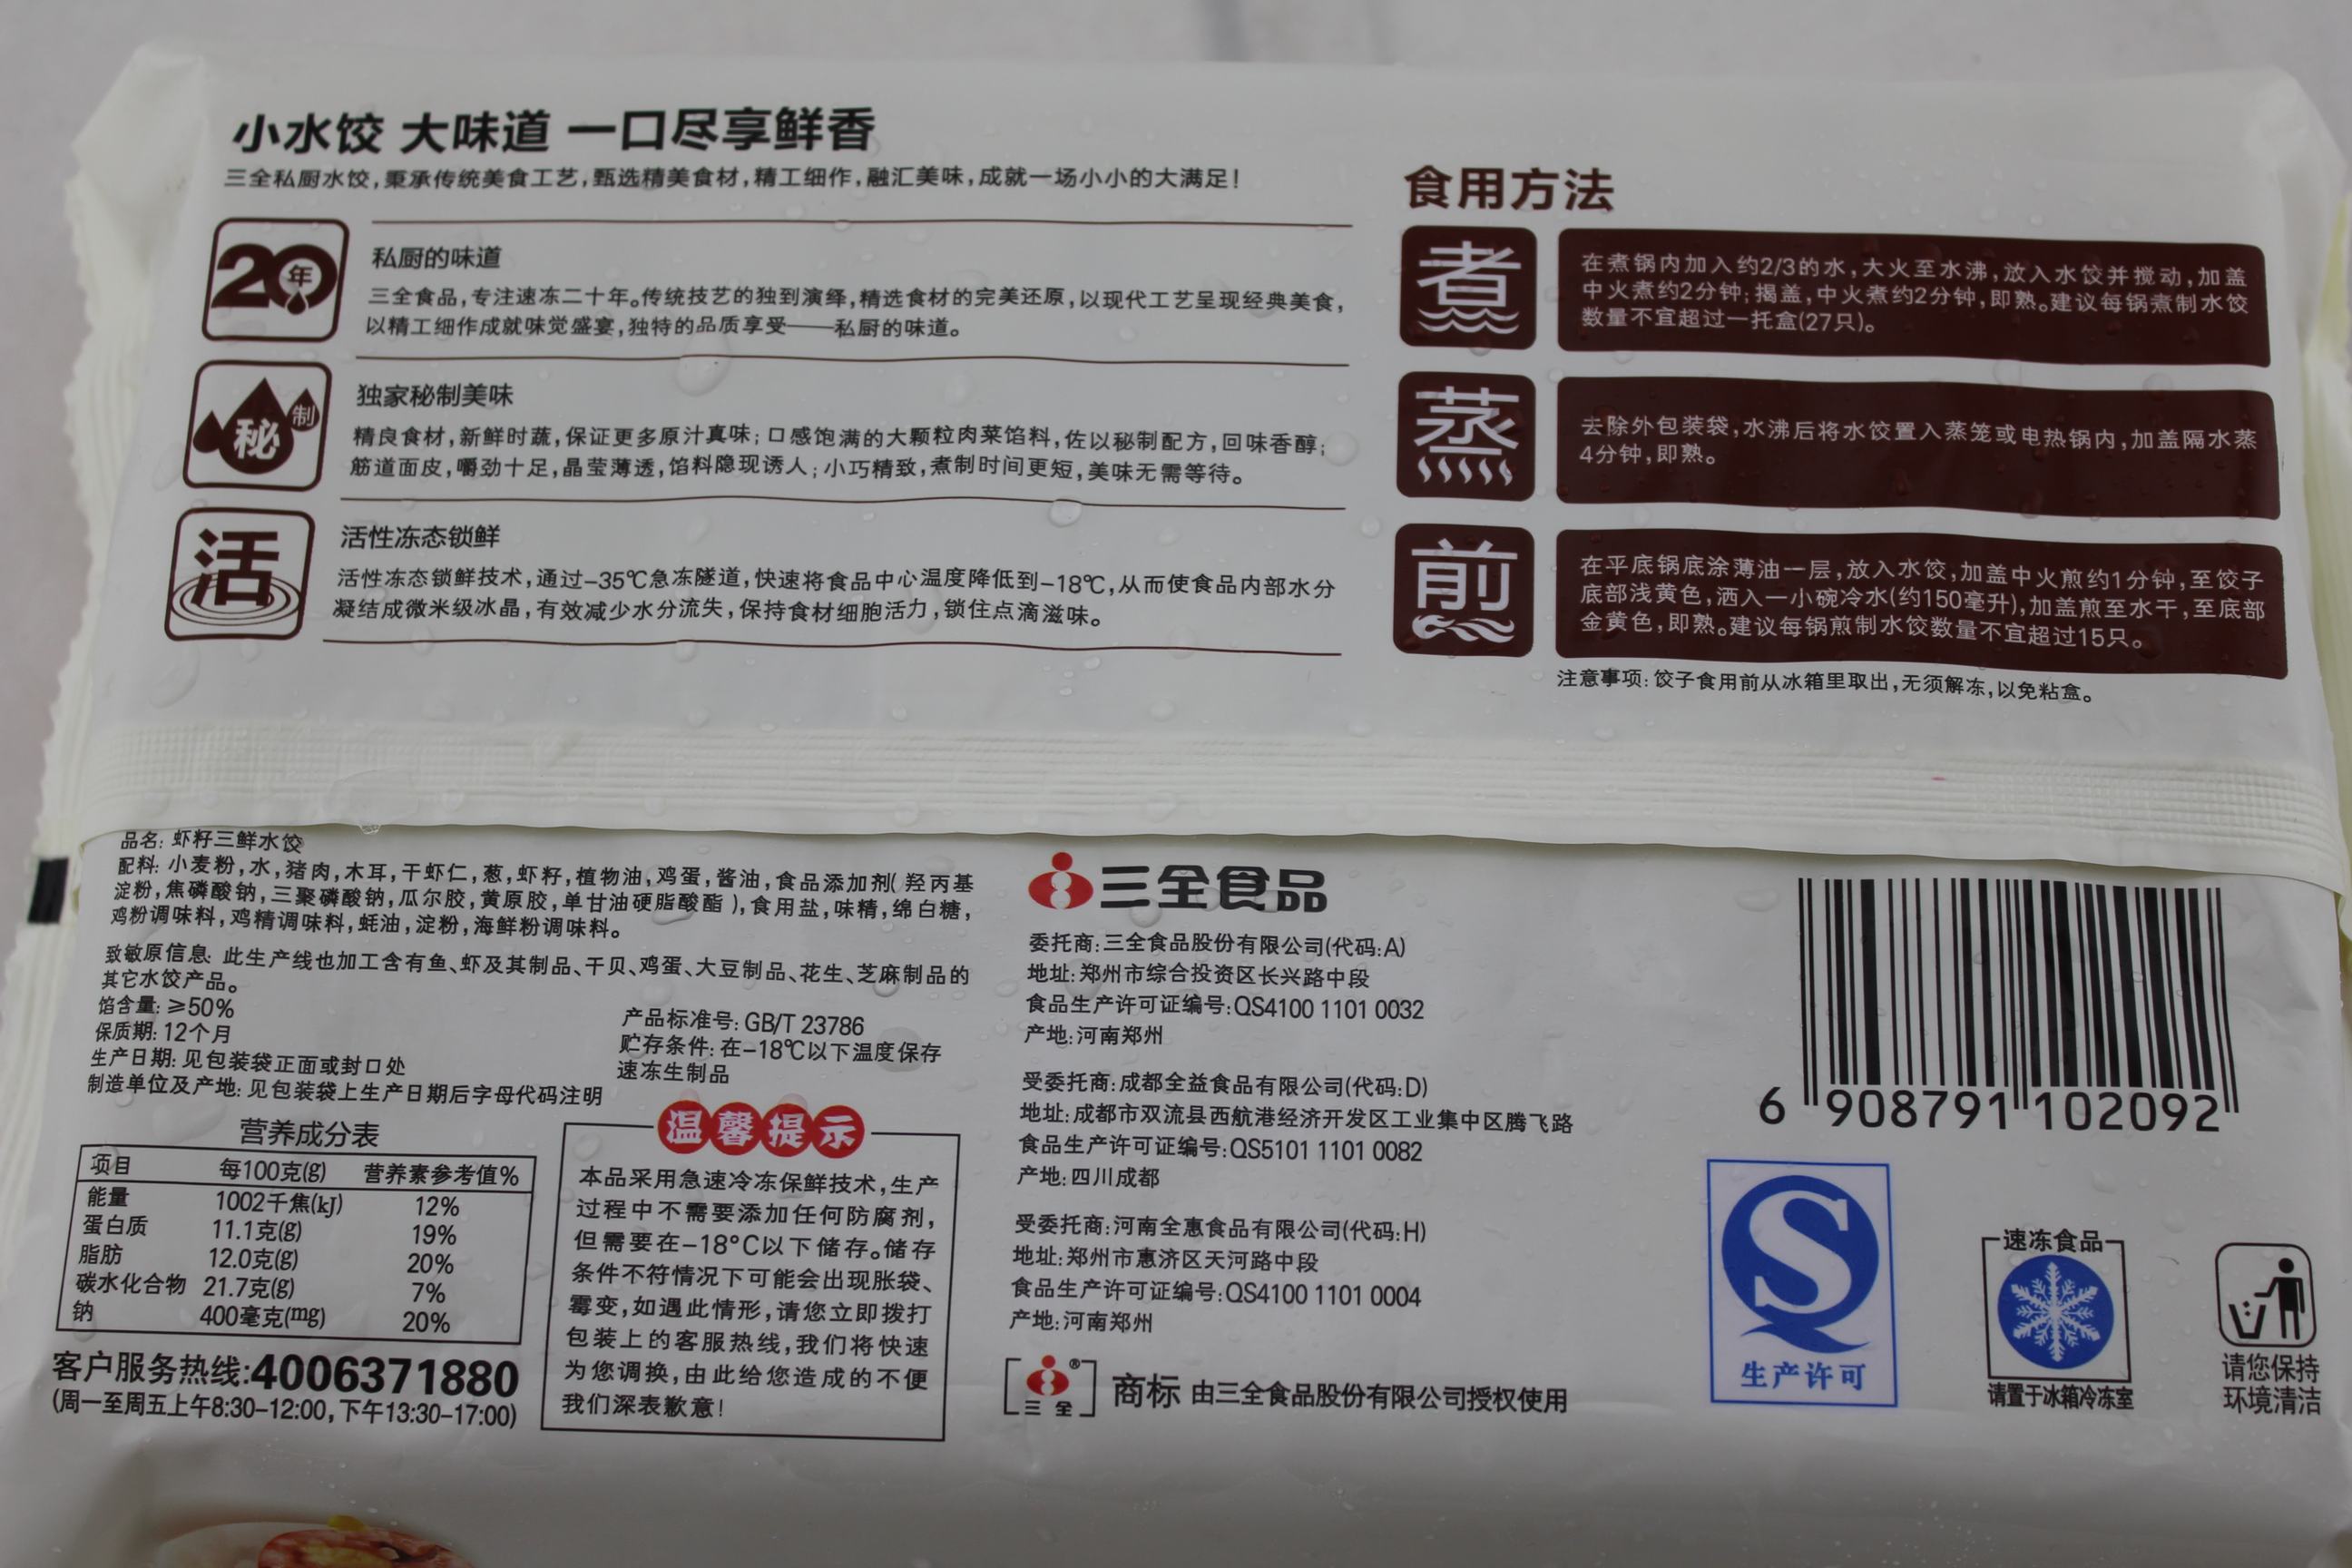 小水饺 大味道 一口尽享鲜香
三全私厨水饺,秉承传统美食工艺,甄选精美食材,精工细作,融汇美味,成就一场小小的大满足!
20年
私厨的味道
三全食品,专注速冻二十年。传统技艺的独到演绎,精选食材的完美还原,以现代工艺呈现经典美食,
以精工细作成就味觉盛宴,独特的品质享受——私厨的味道。
秘制
独家秘制美味
精良食材,新鲜时蔬,保证更多原汁真味;口感饱满的大颗粒肉菜馅料,佐以秘制配方,回味香醇;
筋道面皮,嚼劲十足,晶莹薄透,馅料隐现诱人;小巧精致,煮制时间更短,美味无需等待。
活
活性冻态锁鲜
活性冻态锁鲜技术,通过-35℃急冻隧道,快速将食品中心温度降低到-18℃,从而使食品内部水分
凝结成微米级冰晶,有效减少水分流失,保持食材细胞活力,锁住点滴滋味。
食用方法
煮
在煮锅内加入约2/3的水,大火至水沸,放入水饺并搅动,加盖
中火煮约2分钟;揭盖,中火煮约2分钟,即熟。建议每锅煮制水饺
数量不宜超过一托盒(27只)。
蒸
去除外包装袋,水沸后将水饺置入蒸笼或电热锅内,加盖隔水蒸
4分钟,即熟。
煎
在平底锅底涂薄油一层,放入水饺,加盖中火煎约1分钟,至饺子
底部浅黄色,洒入一小碗冷水(约150毫升),加盖煎至水干,至底部
金黄色,即熟。建议每锅煎制水饺数量不宜超过15只。
注意事项:饺子食用前从冰箱里取出,无须解冻,以免粘盒。
品名:虾籽三鲜水饺
配料:小麦粉,水,猪肉,木耳,干虾仁,葱,虾籽,植物油,鸡蛋,酱油,食品添加剂(羟丙基
淀粉,焦磷酸钠,三聚磷酸钠,瓜尔胶,黄原胶,单甘油硬脂酸酯),食用盐,味精,绵白糖,
鸡粉调味料,鸡精调味料,蚝油,淀粉,海鲜粉调味料。
致敏原信息:此生产线也加工含有鱼、虾及其制品、干贝、鸡蛋、大豆制品、花生、芝麻制品的
其它水饺产品。
馅含量:≥50%
保质期:12个月
生产日期:见包装袋正面或封口处
制造单位及产地:见包装袋上生产日期后字母代码注明
产品标准号:GB/T 23786
贮存条件:在-18℃以下温度保存
速冻生制品
营养成分表
项目 每100克(g) 营养素参考值%
能量 1002千焦(kJ) 12%
蛋白质 11.1克(g) 19%
脂肪 12.0克(g) 20%
碳水化合物 21.7克(g) 7%
钠 400毫克(mg) 20%
客户服务热线:4006371880
(周一至周五上午8:30-12:00,下午13:30-17:00)
温馨提示
本品采用急速冷冻保鲜技术,生产
过程中不需要添加任何防腐剂,
但需要在-18°C以下储存。储存
条件不符情况下可能会出现胀袋、
霉变,如遇此情形,请您立即拨打
包装上的客服热线,我们将快速
为您调换,由此给您造成的不便
我们深表歉意!
三全食品
委托商:三全食品股份有限公司(代码:A)
地址:郑州市综合投资区长兴路中段
食品生产许可证编号:QS4100 1101 0032
产地:河南郑州
受委托商:成都全益食品有限公司(代码:D)
地址:成都市双流县西航港经济开发区工业集中区腾飞路
食品生产许可证编号:QS5101 1101 0082
产地:四川成都
受委托商:河南全惠食品有限公司(代码:H)
地址:郑州市惠济区天河路中段
食品生产许可证编号:QS4100 1101 0004
产地:河南郑州
三全® 商标 由三全食品股份有限公司授权使用
6 908791 102092
生产许可
速冻食品
请置于冰箱冷冻室
请您保持
环境清洁